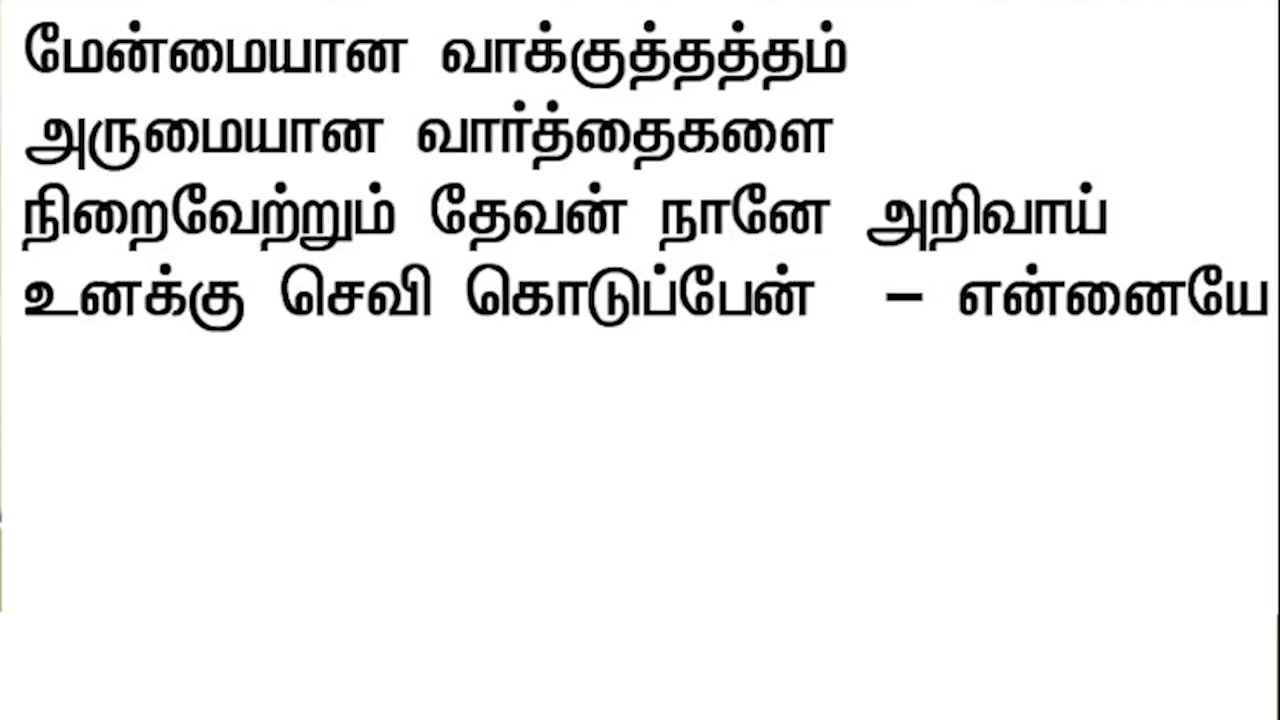 மேன்மையான வாக்குத்தத்தம்
அருமையான வார்த்தைகளை
நிறைவேற்றும் தேவன் நானே அறிவாய்
உனக்கு செவி கொடுப்பேன் – என்னையே